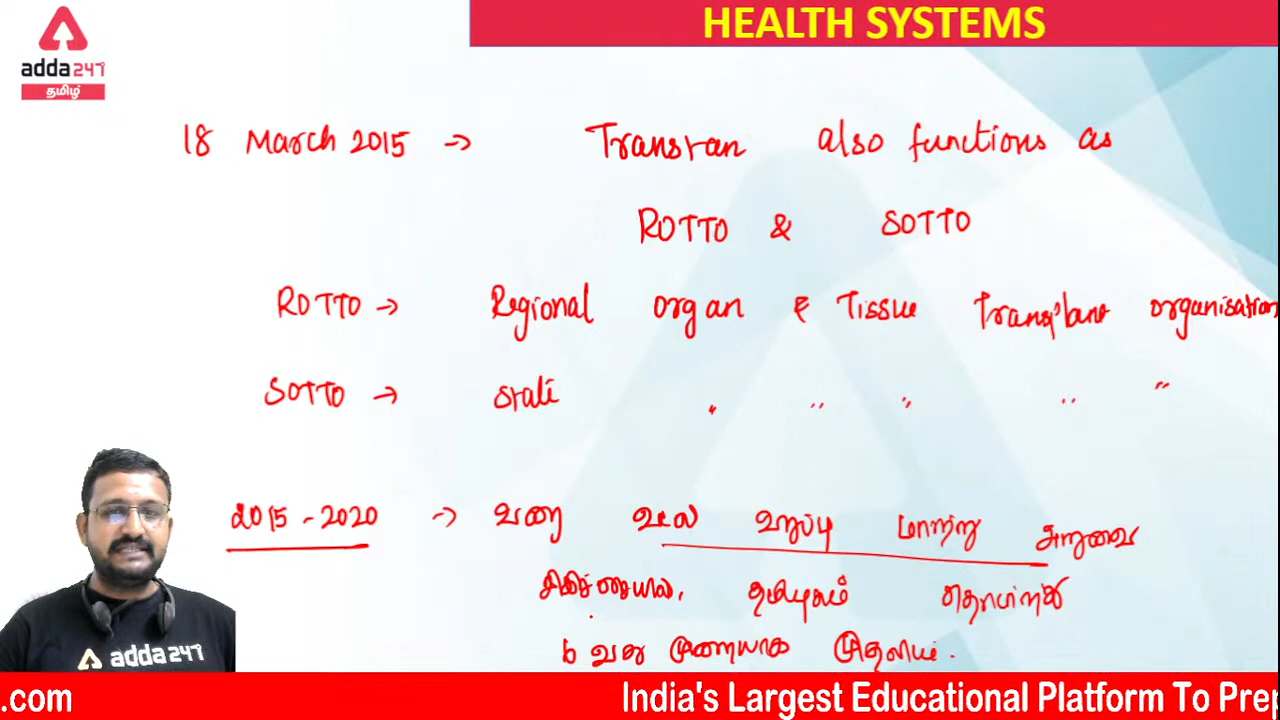 HEALTH SYSTEMS
adda247
தமிழ்
18 March 2015 → Transtan also functions as
ROTTO & SOTTO
ROTTO → Regional organ & Tissue Transplant organisation
SOTTO → State " " " " "
2015 - 2020 → வரை உடல் உறுப்பு மாற்று அறுவை
சிகிச்சையில், தமிழகம் தொடர்ந்து
6 வது முறையாக முதலிடம்.
adda247
.com India's Largest Educational Platform To Prep